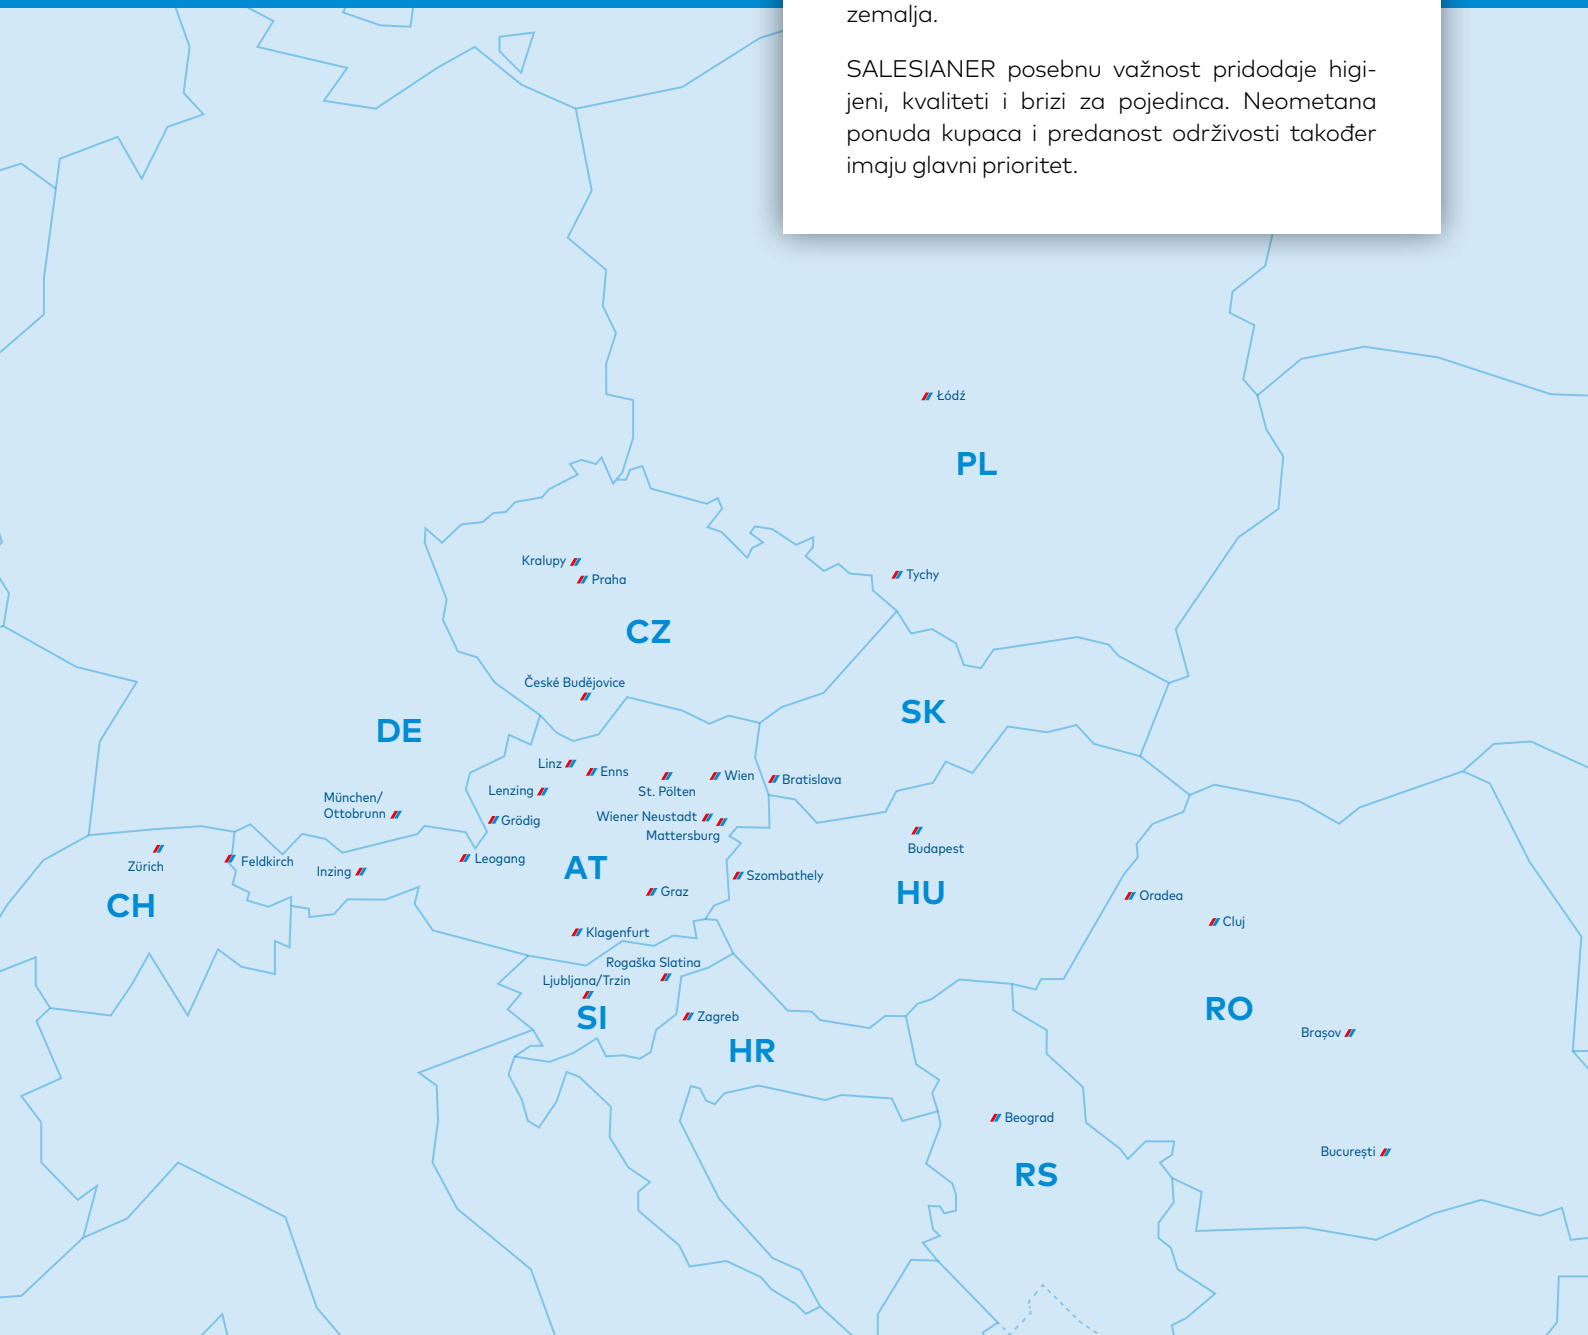 zemalja.
SALESIANER posebnu važnost pridodaje higi-
jeni, kvaliteti i brizi za pojedinca. Neometana
ponuda kupaca i predanost održivosti također
imaju glavni prioritet.
Łódź
PL
Kralupy
Praha
Tychy
CZ
České Budějovice
SK
DE
Linz
Enns
Wien
Bratislava
Lenzing
St. Pölten
München/
Ottobrunn
Grödig
Wiener Neustadt
Mattersburg
Budapest
Zürich
Feldkirch
Inzing
Leogang
AT
Szombathely
HU
CH
Graz
Oradea
Cluj
Klagenfurt
Rogaška Slatina
Ljubljana/Trzin
SI
Zagreb
RO
HR
Brașov
Beograd
București
RS